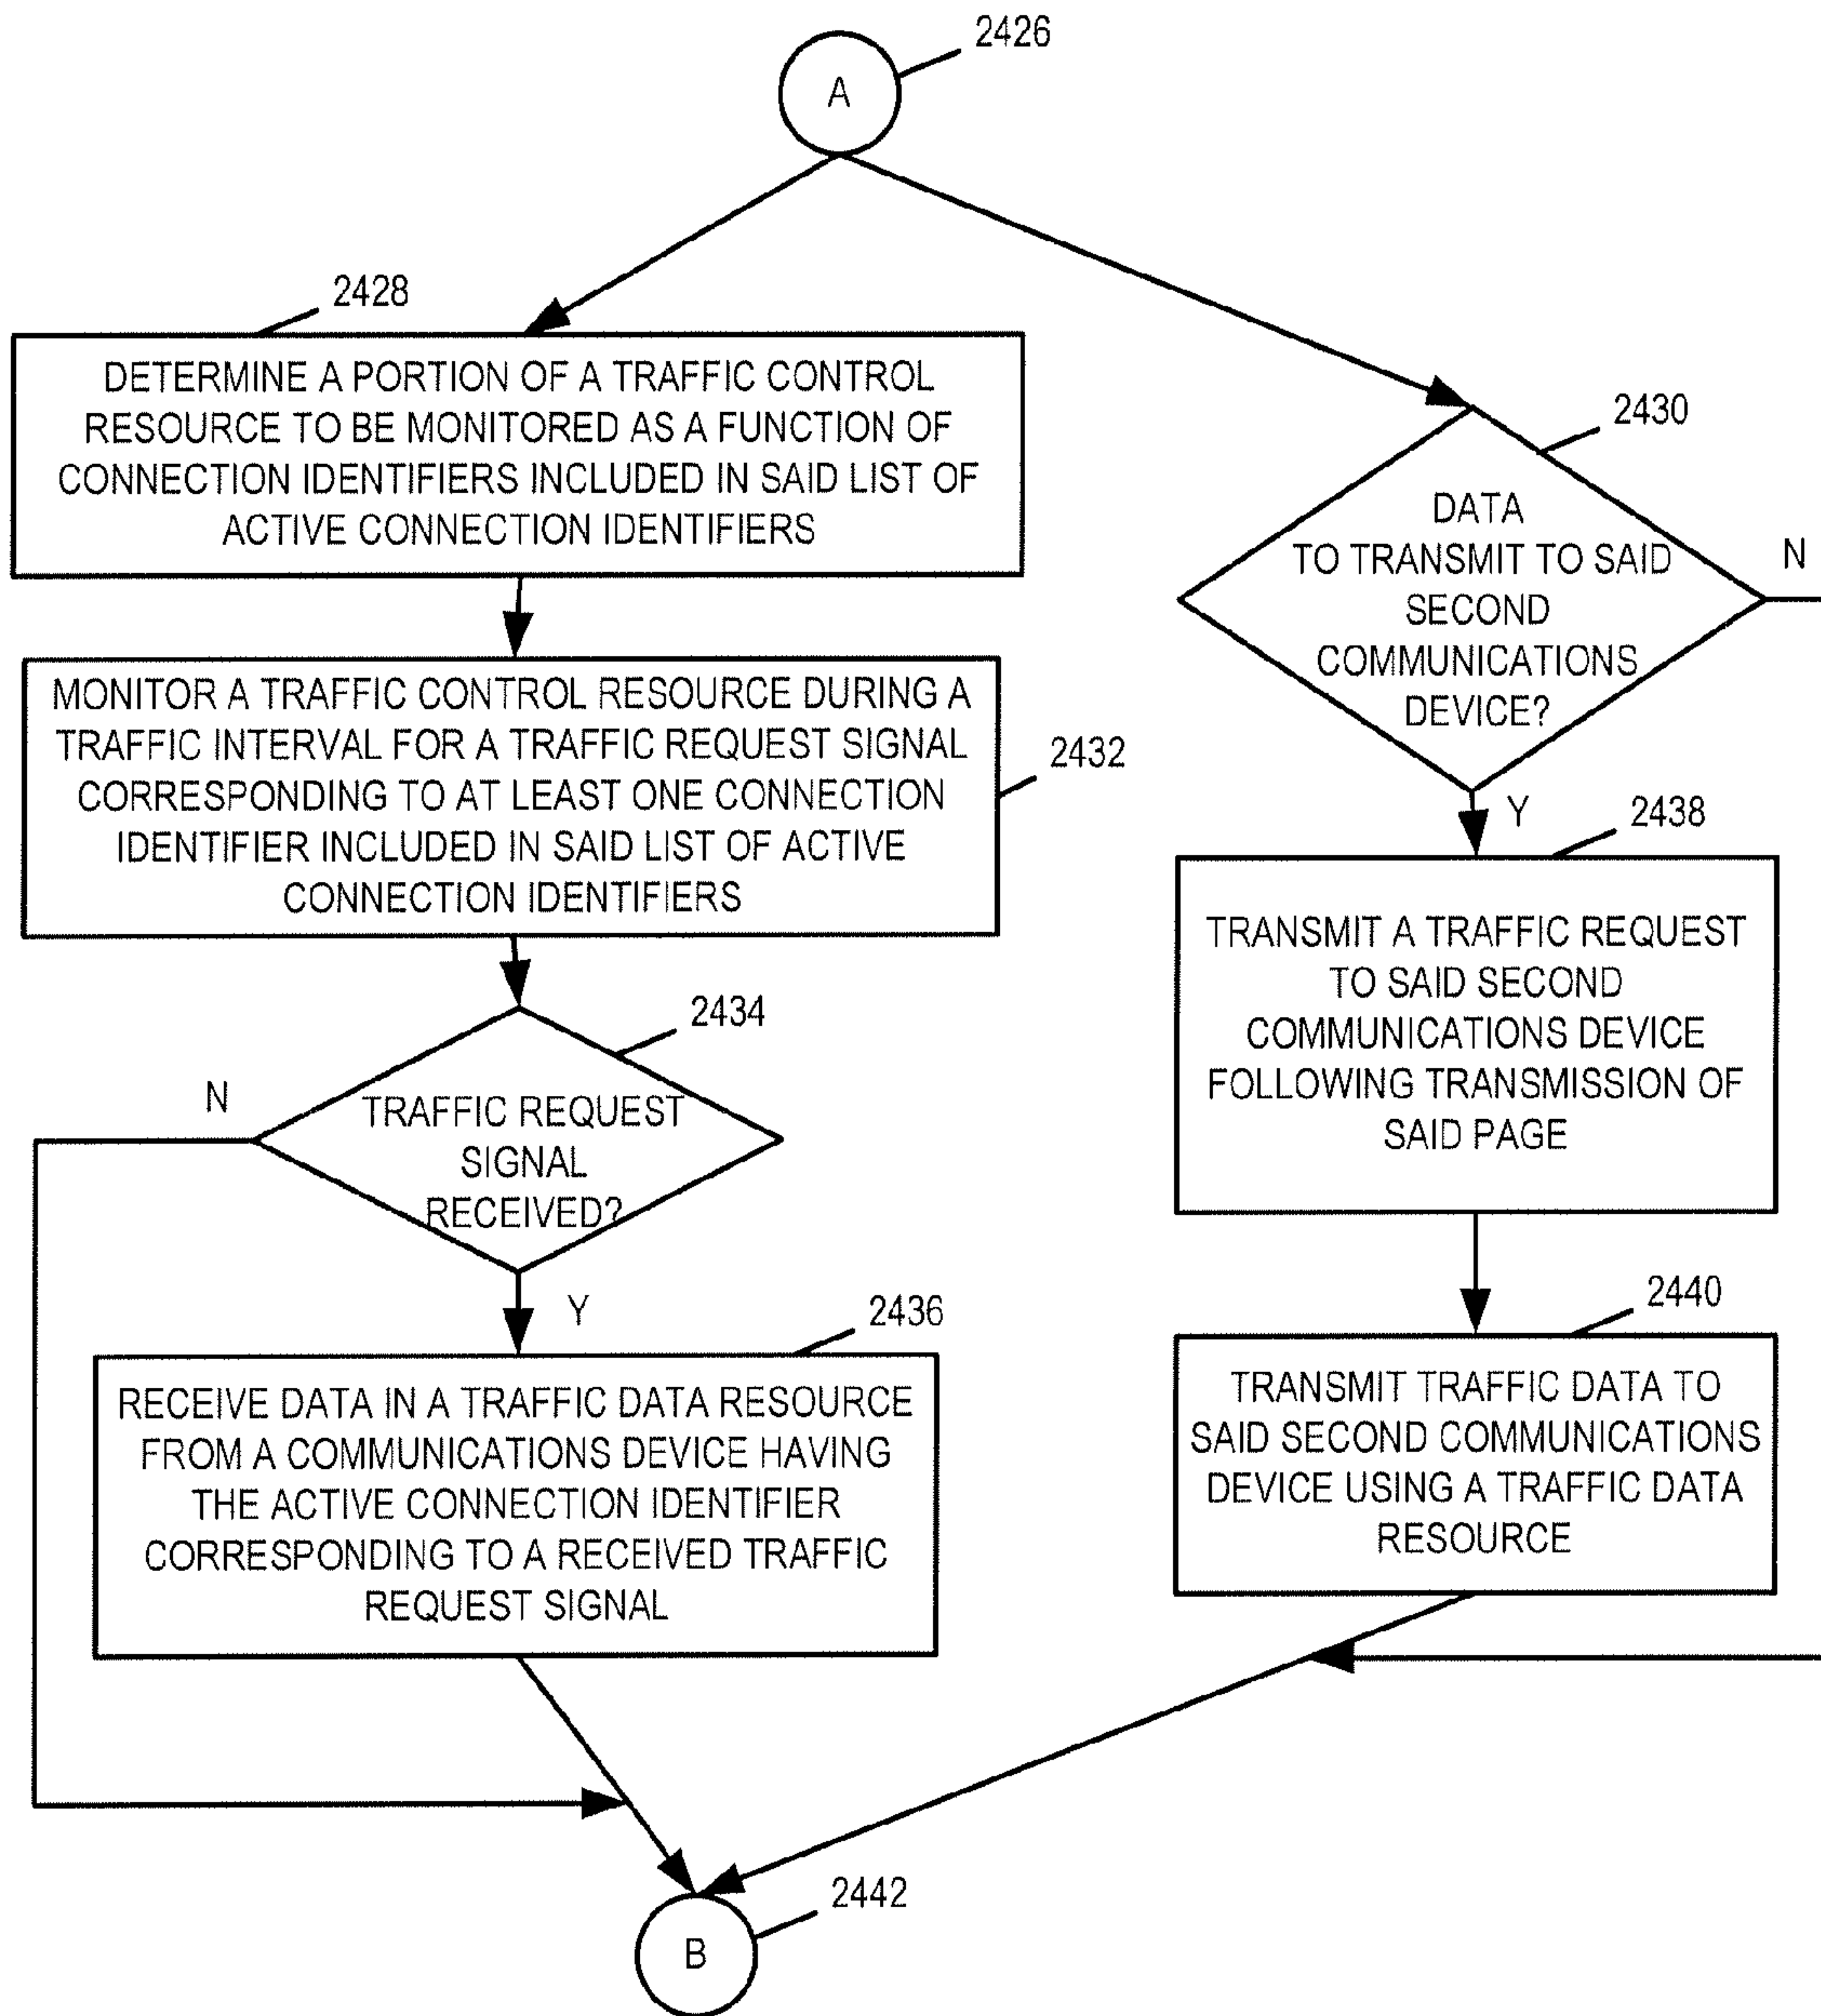 2426
A
2428
DETERMINE A PORTION OF A TRAFFIC CONTROL
RESOURCE TO BE MONITORED AS A FUNCTION OF
CONNECTION IDENTIFIERS INCLUDED IN SAID LIST OF
ACTIVE CONNECTION IDENTIFIERS
2430
DATA
TO TRANSMIT TO SAID
SECOND
COMMUNICATIONS
DEVICE?
N
MONITOR A TRAFFIC CONTROL RESOURCE DURING A
TRAFFIC INTERVAL FOR A TRAFFIC REQUEST SIGNAL
CORRESPONDING TO AT LEAST ONE CONNECTION
IDENTIFIER INCLUDED IN SAID LIST OF ACTIVE
CONNECTION IDENTIFIERS
2432
Y
2438
TRANSMIT A TRAFFIC REQUEST
TO SAID SECOND
COMMUNICATIONS DEVICE
FOLLOWING TRANSMISSION OF
SAID PAGE
2434
N
TRAFFIC REQUEST
SIGNAL
RECEIVED?
Y
2436
RECEIVE DATA IN A TRAFFIC DATA RESOURCE
FROM A COMMUNICATIONS DEVICE HAVING
THE ACTIVE CONNECTION IDENTIFIER
CORRESPONDING TO A RECEIVED TRAFFIC
REQUEST SIGNAL
2440
TRANSMIT TRAFFIC DATA TO
SAID SECOND COMMUNICATIONS
DEVICE USING A TRAFFIC DATA
RESOURCE
2442
B